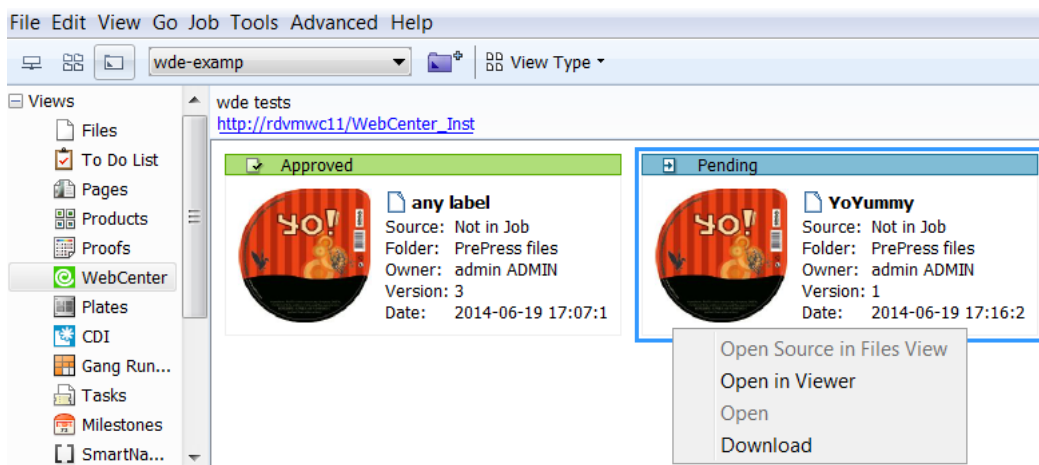 File Edit View Go Job Tools Advanced Help
wde-examp
View Type
Views
Files
To Do List
Pages
Products
Proofs
WebCenter
Plates
CDI
Gang Run...
Tasks
Milestones
SmartNa...
wde tests
http://rdvmwc11/WebCenter_Inst
Approved
YO!
any label
Source: Not in Job
Folder: PrePress files
Owner: admin ADMIN
Version: 3
Date: 2014-06-19 17:07:1
Pending
YO!
YoYummy
Source: Not in Job
Folder: PrePress files
Owner: admin ADMIN
Version: 1
Date: 2014-06-19 17:16:2
Open Source in Files View
Open in Viewer
Open
Download